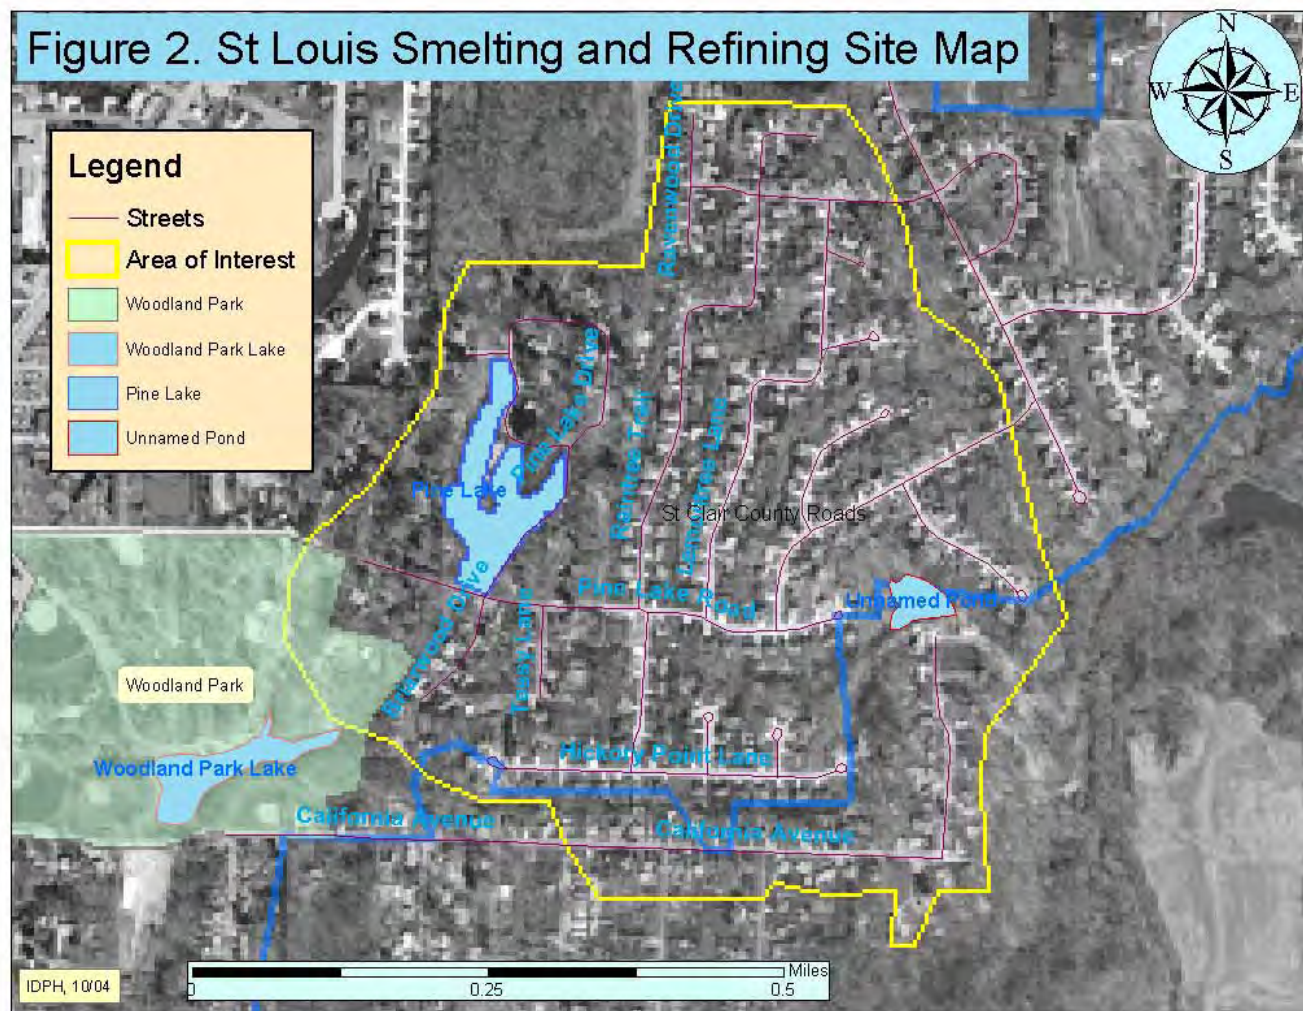 Figure 2. St Louis Smelting and Refining Site Map
N
W E
S
Legend
Streets
Area of Interest
Woodland Park
Woodland Park Lake
Pine Lake
Unnamed Pond
Ravenwood Drive
Pine Lake Drive
Pine Lake
Raintree Trail
Lemontree Lane
St Clair County Roads
Pine Lake Road
Unnamed Pond
Briarwood Drive
Tessy Lane
Woodland Park
Woodland Park Lake
Hickory Point Lane
California Avenue
California Avenue
IDPH, 10/04
Miles
0 0.25 0.5